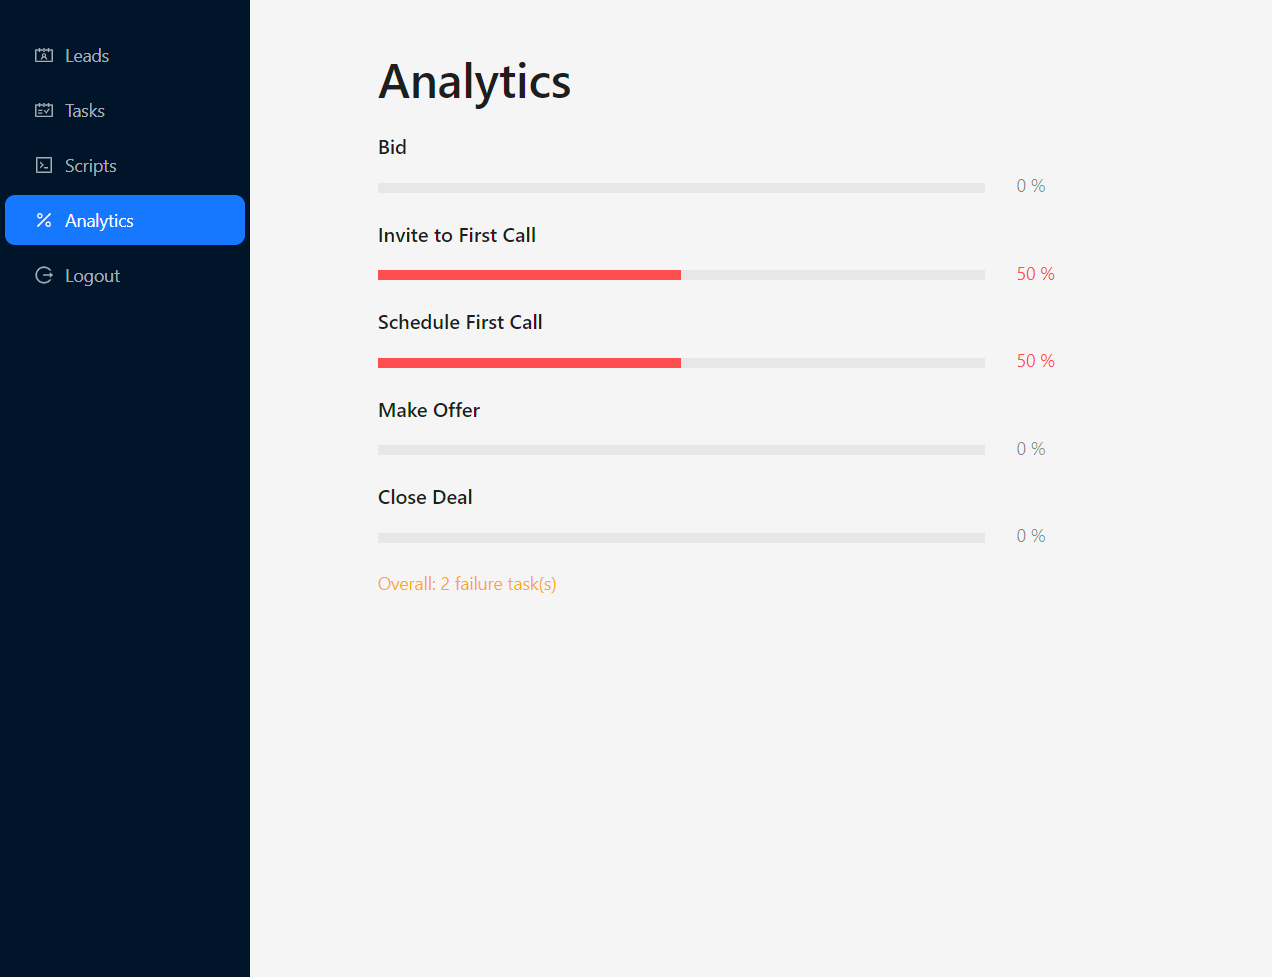 Leads
Tasks
Scripts
Analytics
Logout
Analytics
Bid
0 %
Invite to First Call
50 %
Schedule First Call
50 %
Make Offer
0 %
Close Deal
0 %
Overall: 2 failure task(s)